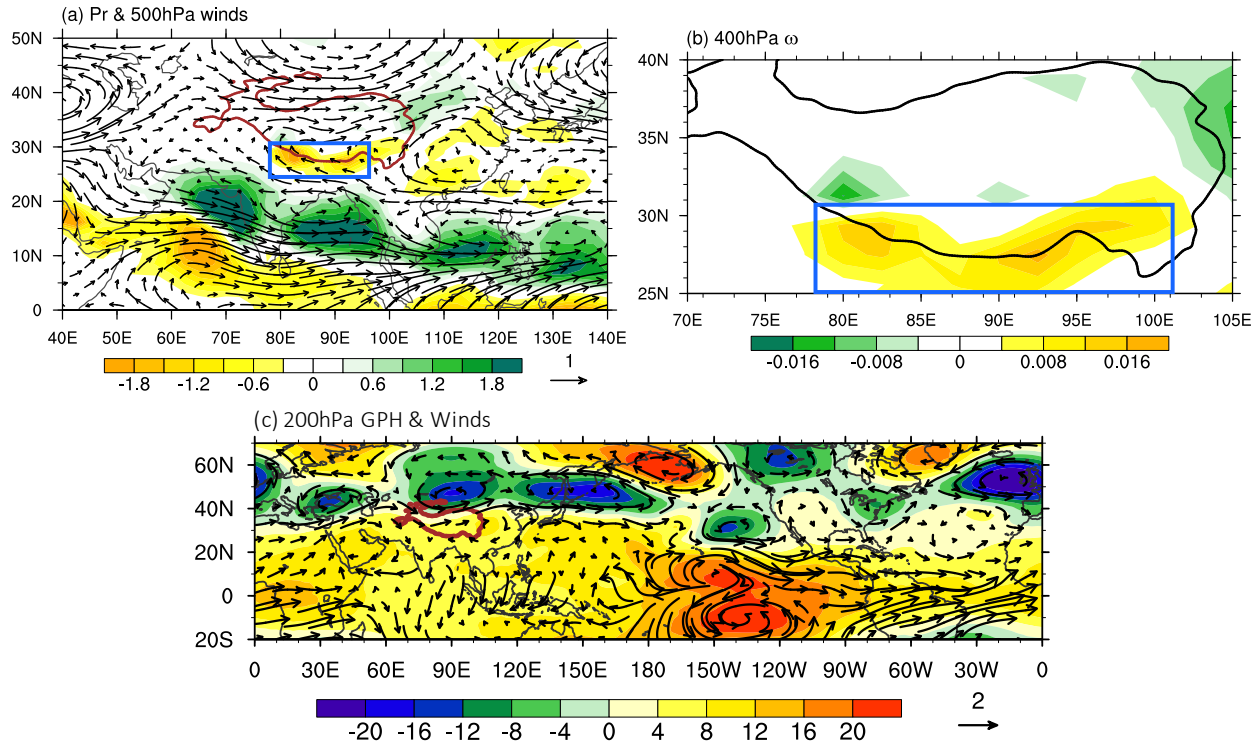 (a) Pr & 500hPa winds
50N
40N
30N
20N
10N
0
40E 50E 60E 70E 80E 90E 100E 110E 120E 130E 140E
-1.8 -1.2 -0.6 0 0.6 1.2 1.8
1
(b) 400hPa ω
40N
35N
30N
25N
70E 75E 80E 85E 90E 95E 100E 105E
-0.016 -0.008 0 0.008 0.016
(c) 200hPa GPH & Winds
60N
40N
20N
0
20S
0 30E 60E 90E 120E 150E 180 150W 120W 90W 60W 30W 0
-20 -16 -12 -8 -4 0 4 8 12 16 20
2